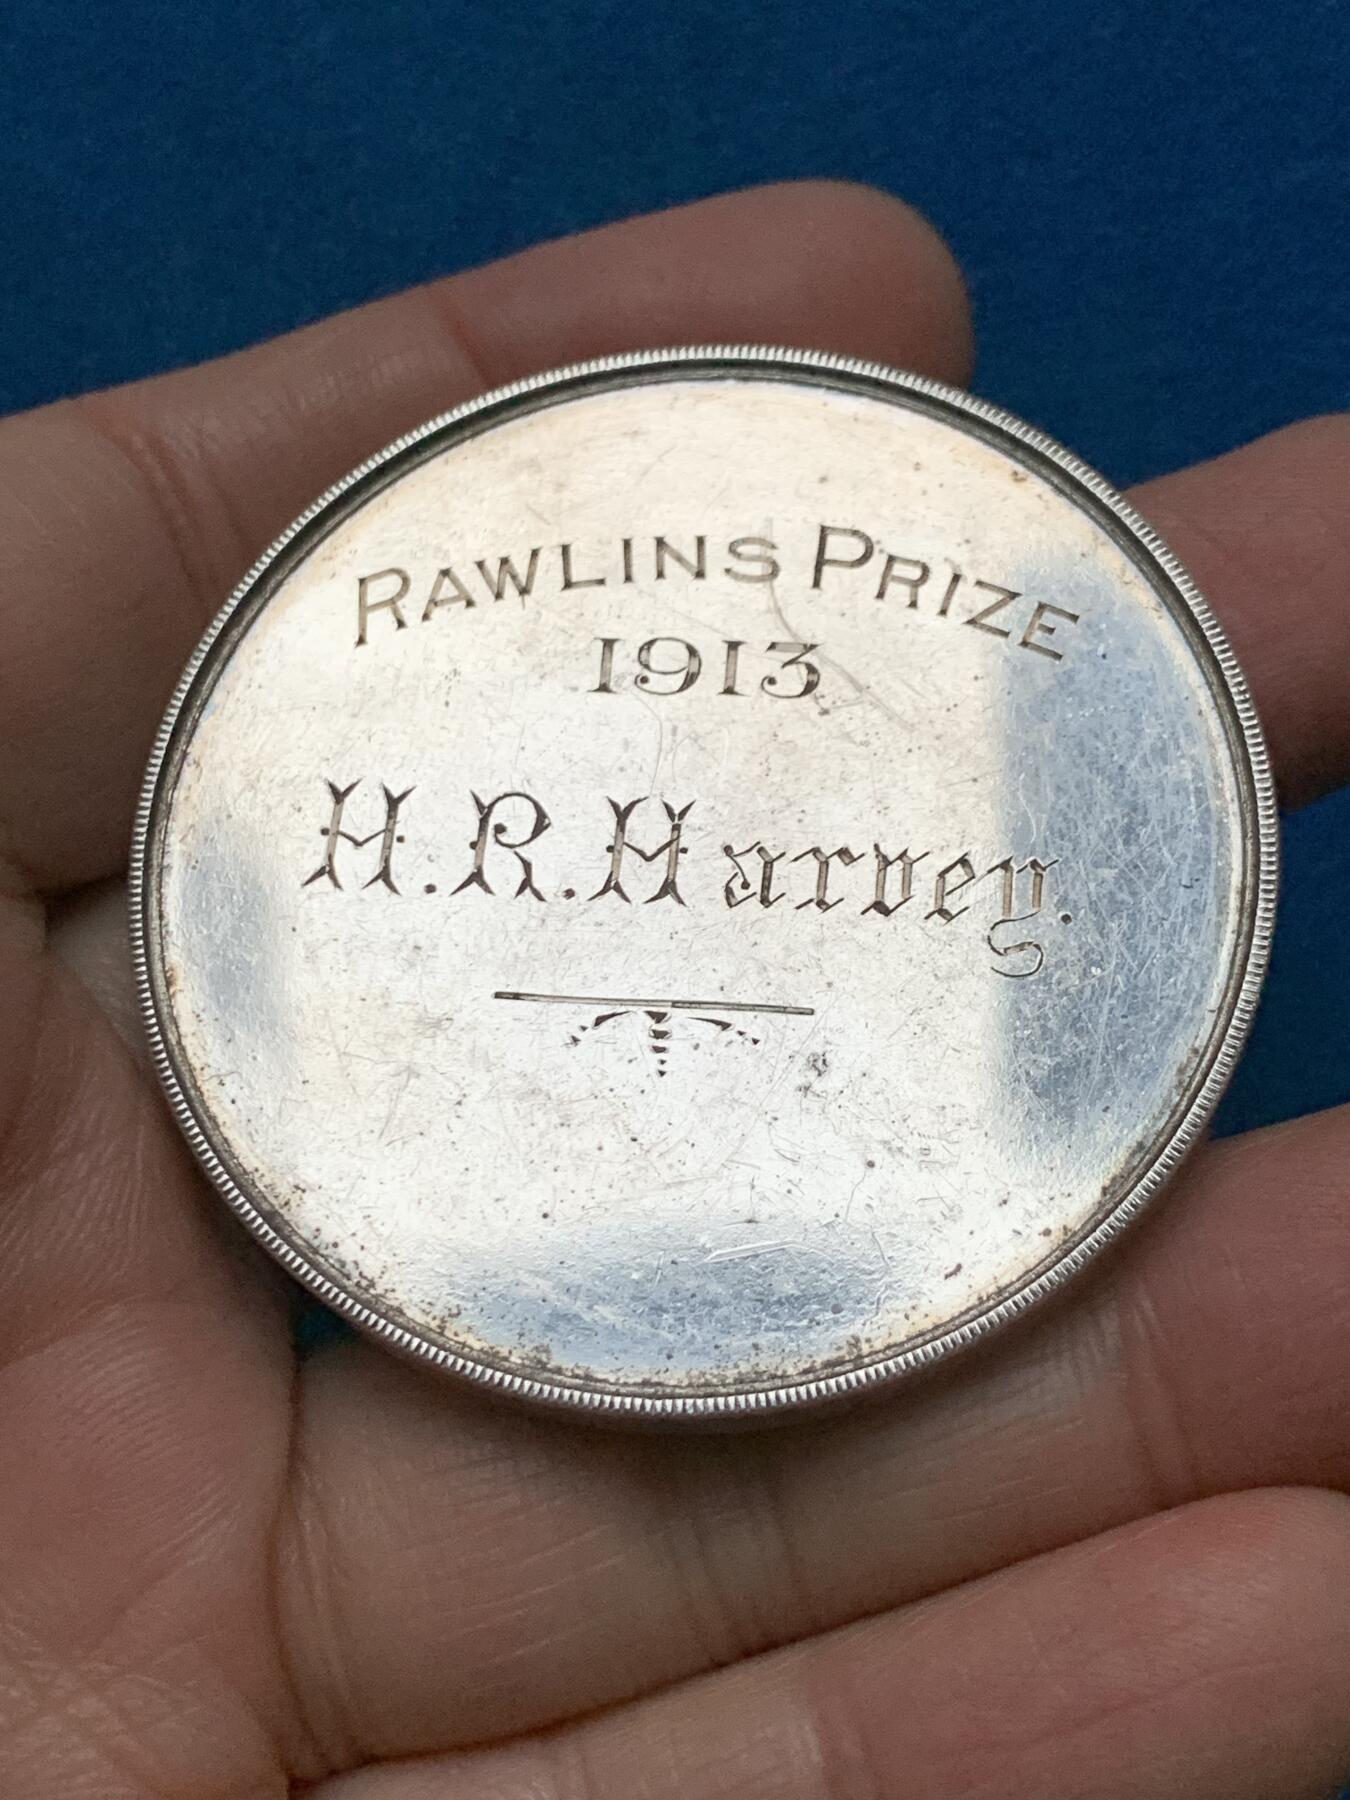 RAWLINS PRIZE
1913
H. R. Harvey.